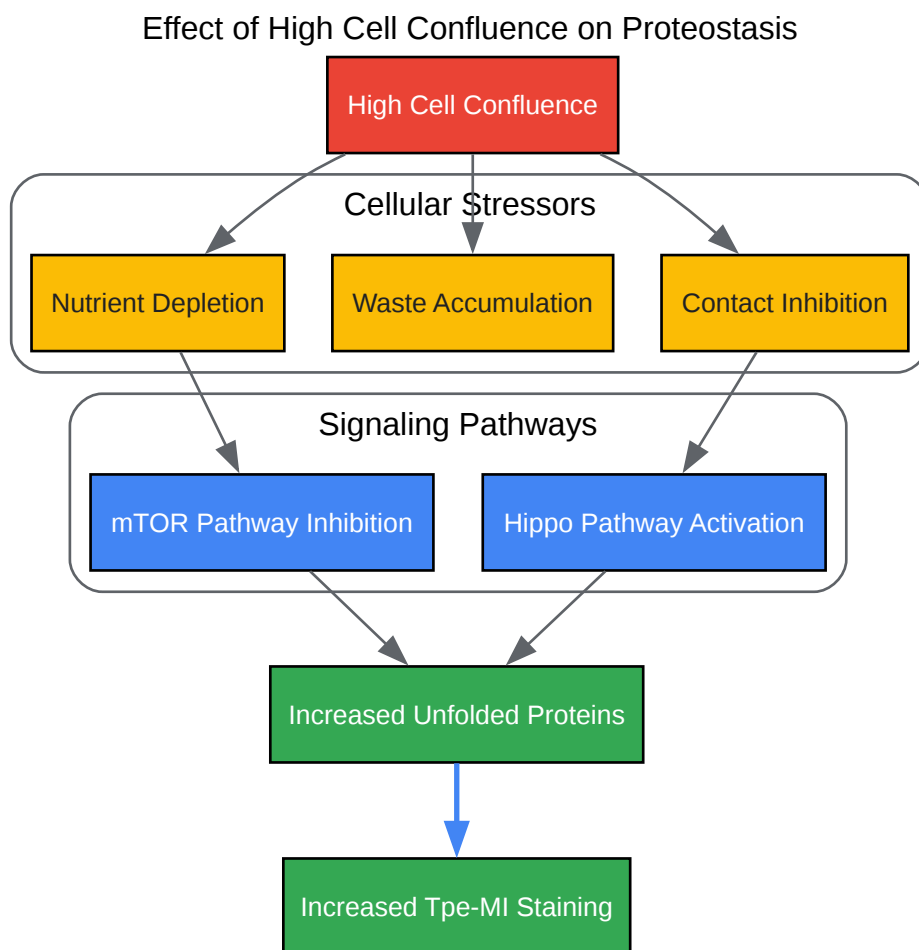 Effect of High Cell Confluence on Proteostasis
High Cell Confluence
Cellular Stressors
Nutrient Depletion
Waste Accumulation
Contact Inhibition
Signaling Pathways
mTOR Pathway Inhibition
Hippo Pathway Activation
Increased Unfolded Proteins
Increased Tpe-MI Staining